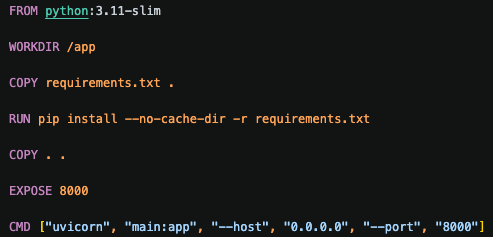 FROM python:3.11-slim
WORKDIR /app
COPY requirements.txt .
RUN pip install --no-cache-dir -r requirements.txt
COPY . .
EXPOSE 8000
CMD ["uvicorn", "main:app", "--host", "0.0.0.0", "--port", "8000"]